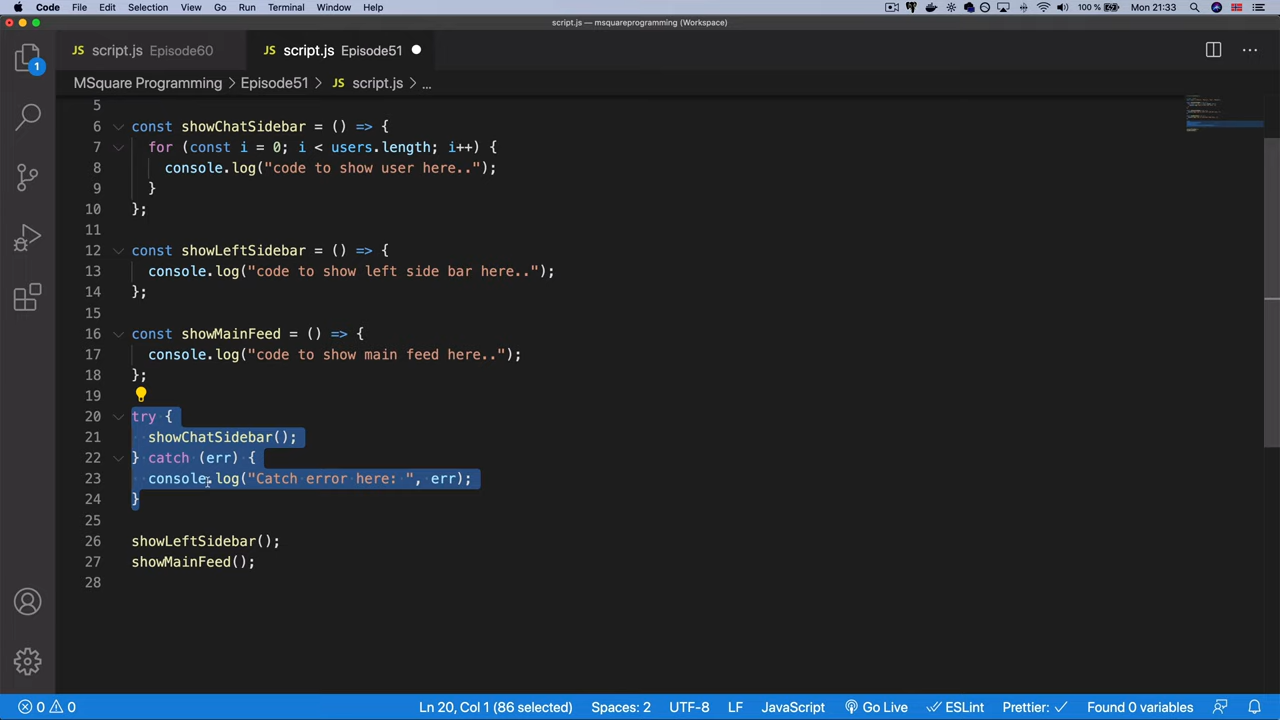 Code File Edit Selection View Go Run Terminal Window Help 100 % Mon 21:33
script.js — msquareprogramming (Workspace)
JS script.js Episode60 JS script.js Episode51
1
MSquare Programming > Episode51 > JS script.js > ...
5
6 const showChatSidebar = () => {
7 for (const i = 0; i < users.length; i++) {
8 console.log("code to show user here..");
9 }
10 };
11
12 const showLeftSidebar = () => {
13 console.log("code to show left side bar here..");
14 };
15
16 const showMainFeed = () => {
17 console.log("code to show main feed here..");
18 };
19
20 try {
21 showChatSidebar();
22 } catch (err) {
23 console.log("Catch error here: ", err);
24 }
25
26 showLeftSidebar();
27 showMainFeed();
28
0 0 Ln 20, Col 1 (86 selected) Spaces: 2 UTF-8 LF JavaScript Go Live ESLint Prettier: ✓ Found 0 variables